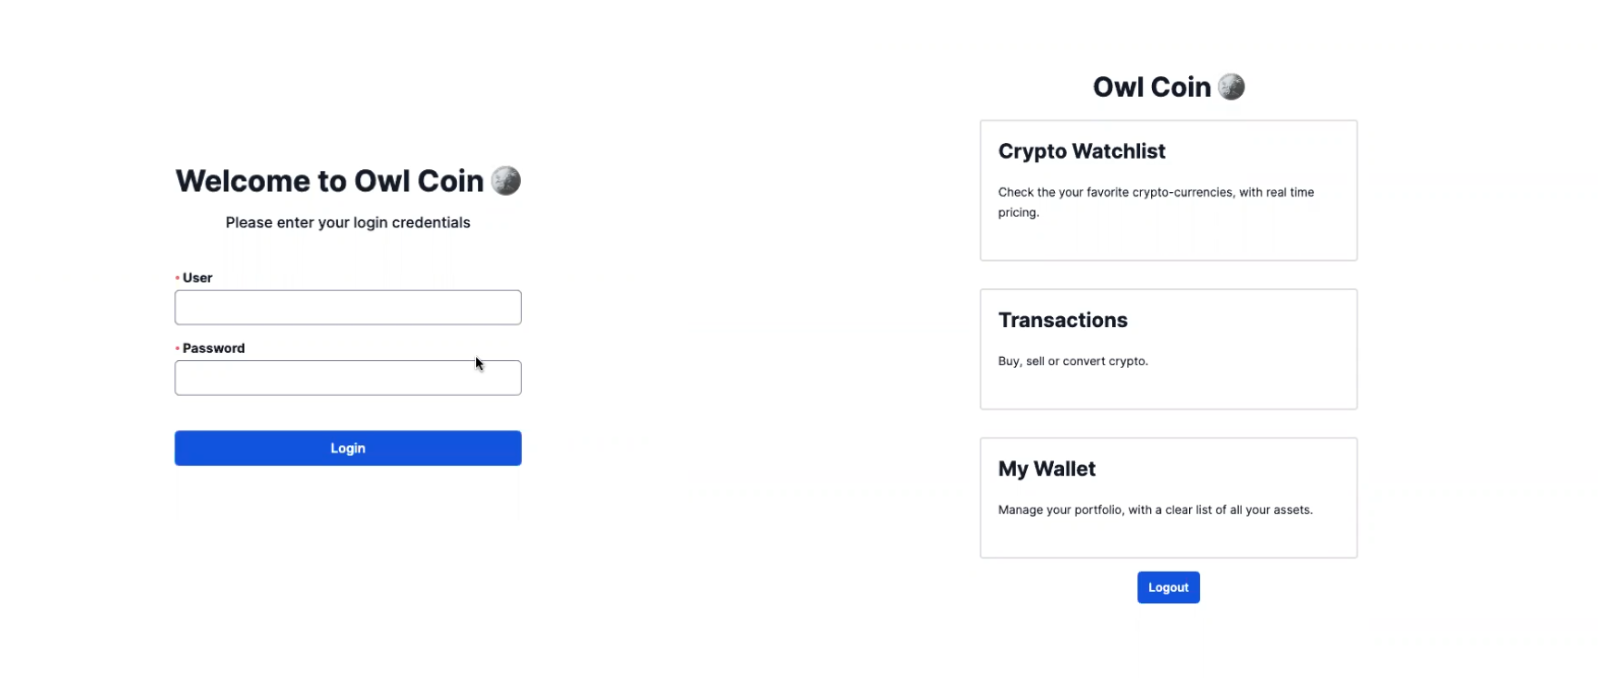 Welcome to Owl Coin
Please enter your login credentials
• User
• Password
Login
Owl Coin
Crypto Watchlist
Check the your favorite crypto-currencies, with real time
pricing.
Transactions
Buy, sell or convert crypto.
My Wallet
Manage your portfolio, with a clear list of all your assets.
Logout